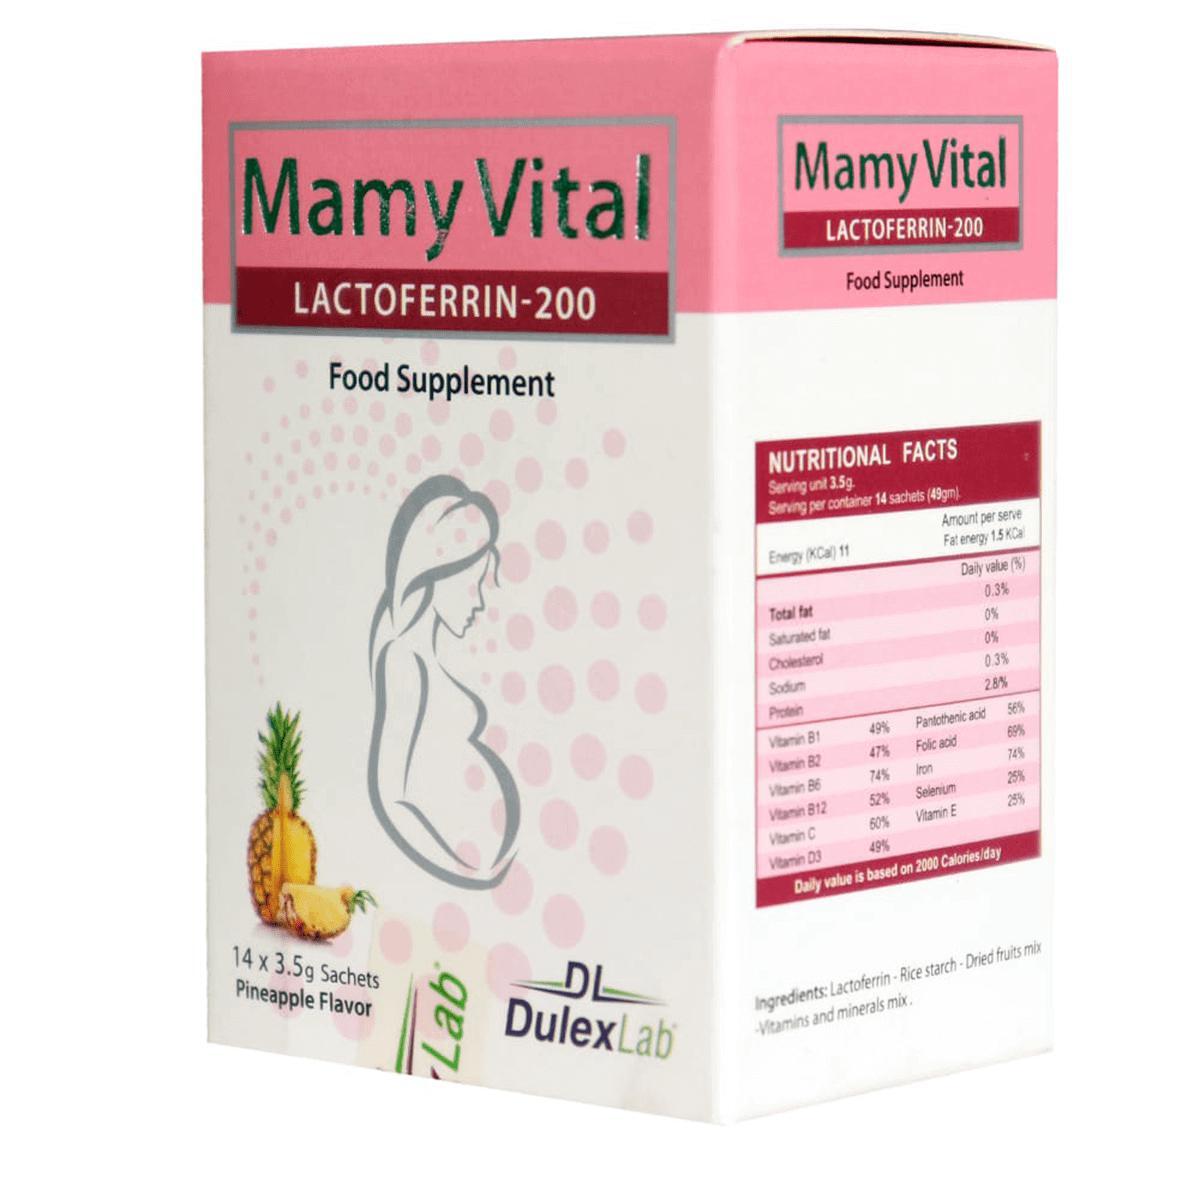 Mamy Vital
LACTOFERRIN-200
Food Supplement
14 x 3.5g Sachets
Pineapple Flavor
Lab
DL
DulexLab®
Mamy Vital
LACTOFERRIN-200
Food Supplement
NUTRITIONAL FACTS
Serving unit 3.5g.
Serving per container 14 sachets (49gm).
Amount per serve
Energy (KCal) 11 Fat energy 1.5 KCal
Daily value (%)
Total fat 0.3%
Saturated fat 0%
Cholesterol 0%
Sodium 0.3%
Protein 2.8/%
Vitamin B1 49% Pantothenic acid 56%
Vitamin B2 47% Folic acid 69%
Vitamin B6 74% Iron 74%
Vitamin B12 52% Selenium 25%
Vitamin C 60% Vitamin E 25%
Vitamin D3 49%
Daily value is based on 2000 Calories/day
Ingredients: Lactoferrin - Rice starch - Dried fruits mix
-Vitamins and minerals mix .